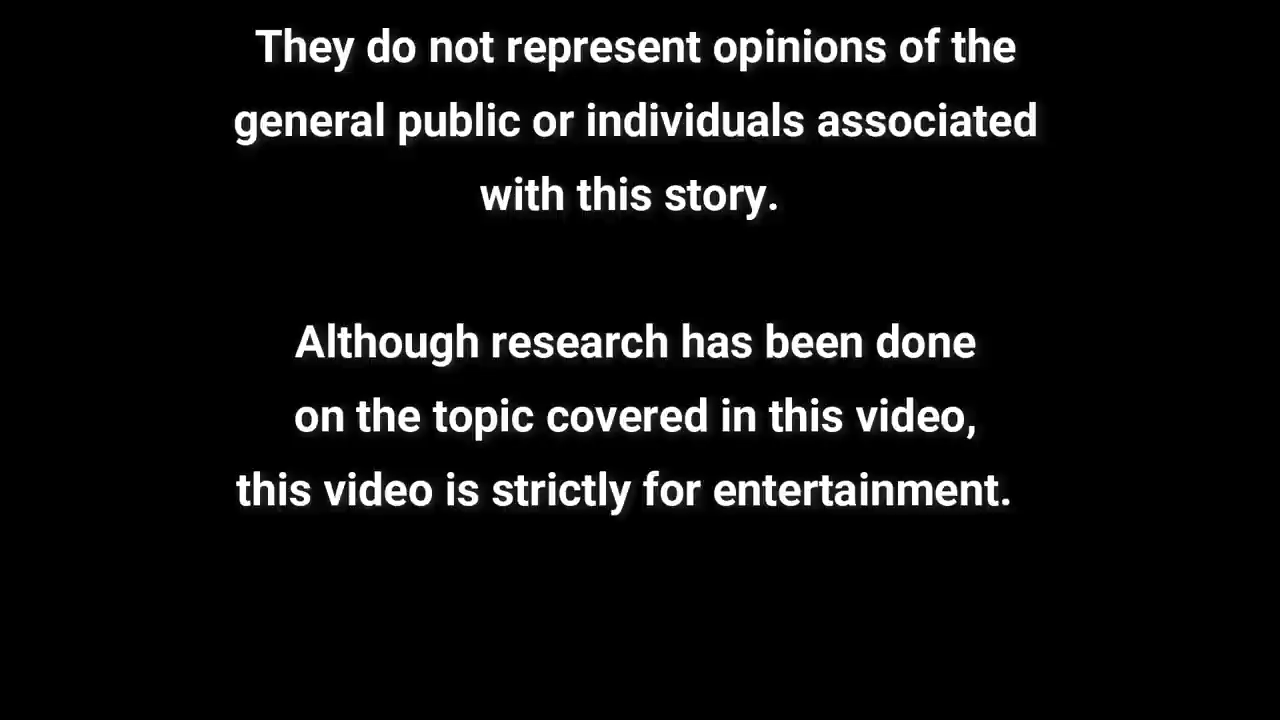 They do not represent opinions of the
general public or individuals associated
with this story.
Although research has been done
on the topic covered in this video,
this video is strictly for entertainment.